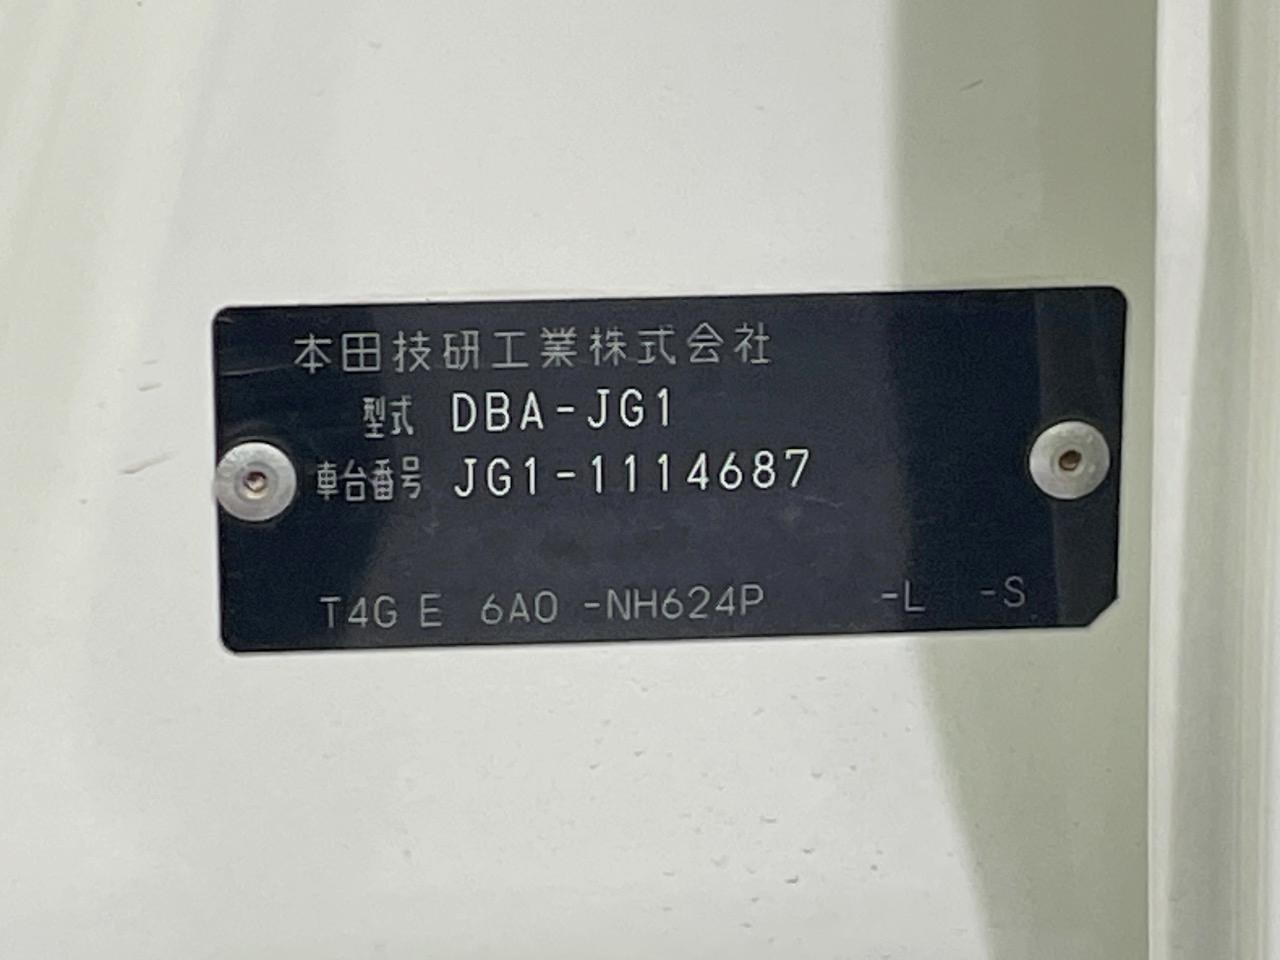 本田技研工業株式会社
型式 DBA-JG1
車台番号 JG1-1114687
T4G E 6A0 -NH624P -L -S